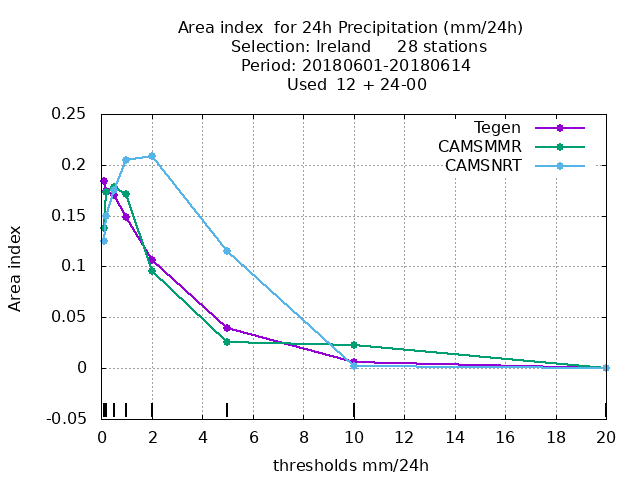 Area index  for 24h Precipitation (mm/24h)
Selection: Ireland     28 stations
Period: 20180601-20180614
Used  12 + 24-00
Tegen
CAMSMMR
CAMSNRT
0.25
0.2
0.15
0.1
0.05
0
-0.05
Area index
0 2 4 6 8 10 12 14 16 18 20
thresholds mm/24h